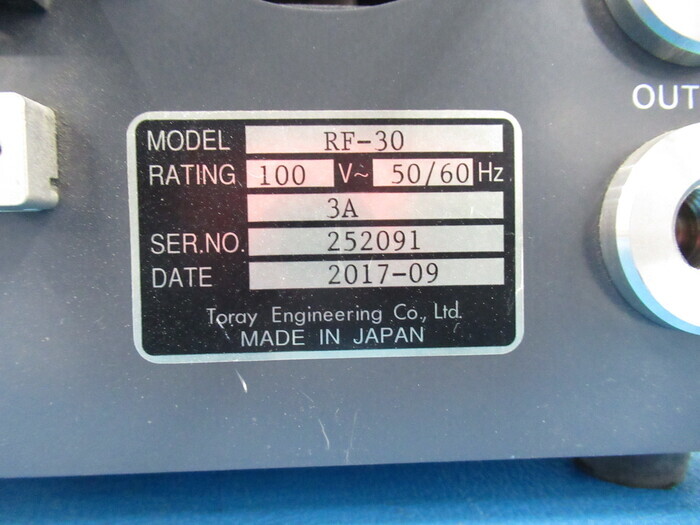 OUT
MODEL RF-30
RATING 100 V~ 50/60 Hz
3A
SER.NO. 252091
DATE 2017-09
Toray Engineering Co., Ltd.
MADE IN JAPAN